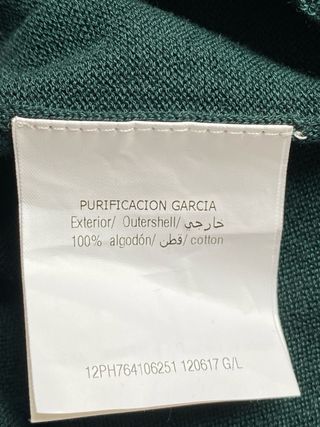 PURIFICACION GARCIA
Exterior/ Outershell/ خارجي
100% algodón/ قطن/ cotton
12PH764106251 120617 G/L